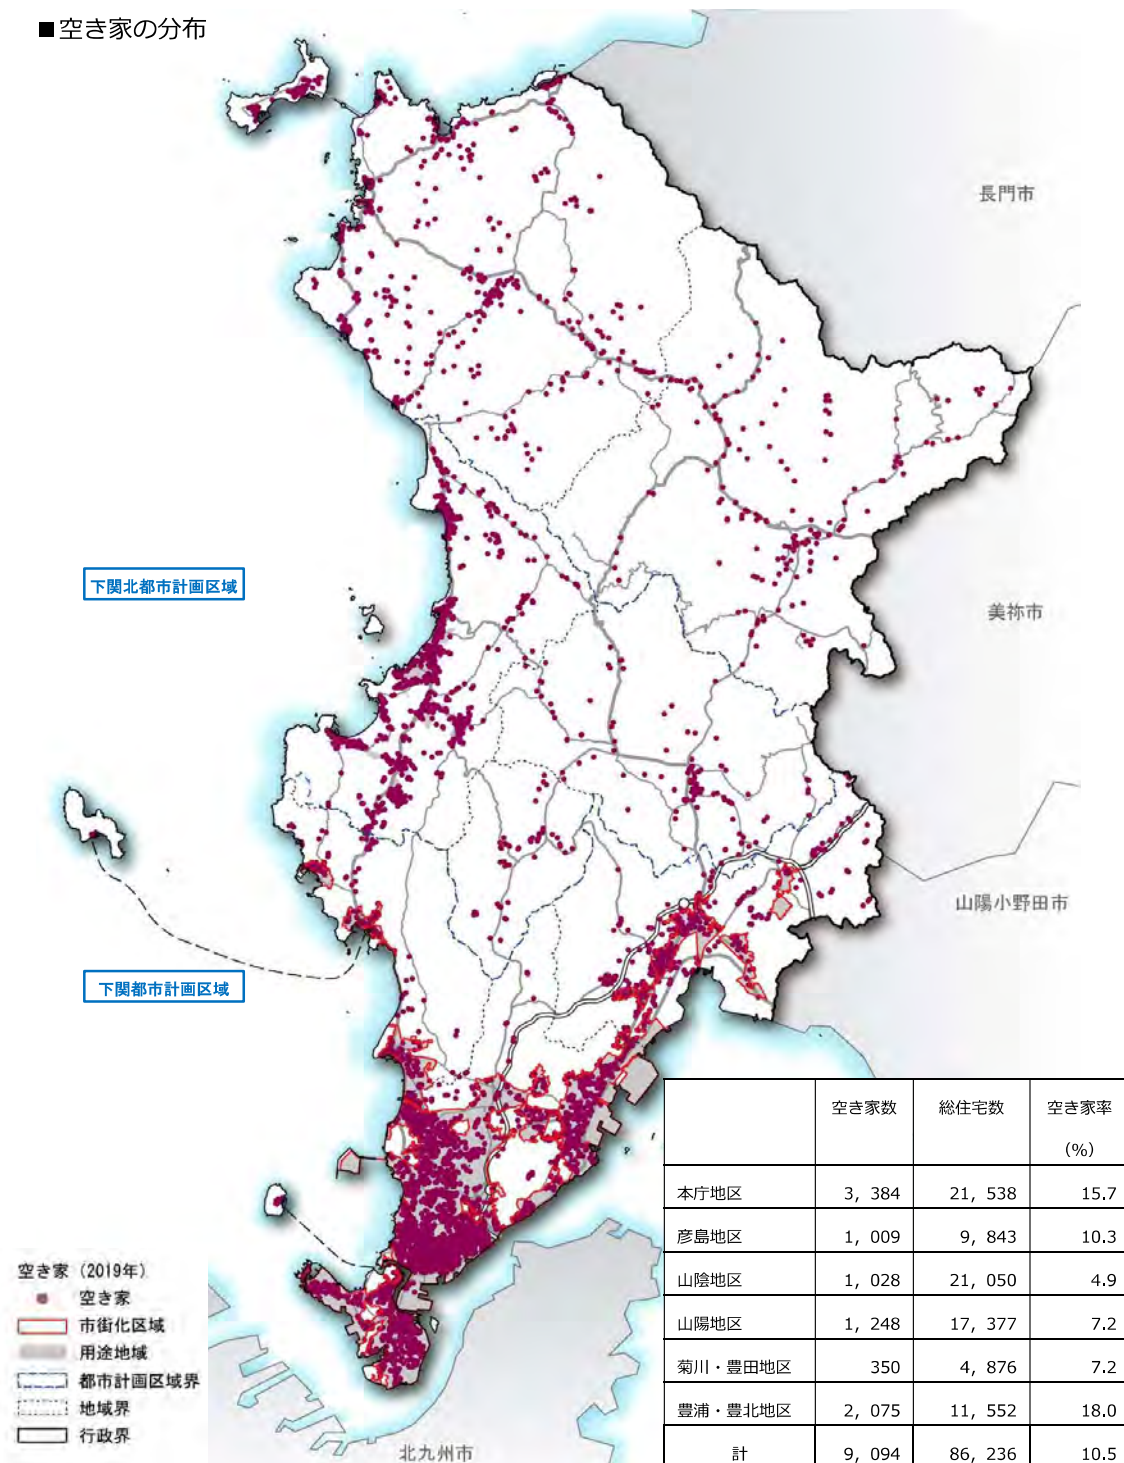 ■空き家の分布
長門市
下関北都市計画区域
美祢市
山陽小野田市
下関都市計画区域
空き家数 総住宅数 空き家率
(%)
本庁地区 3, 384 21, 538 15.7
彦島地区 1, 009 9, 843 10.3
山陰地区 1, 028 21, 050 4.9
山陽地区 1, 248 17, 377 7.2
菊川・豊田地区 350 4, 876 7.2
豊浦・豊北地区 2, 075 11, 552 18.0
計 9, 094 86, 236 10.5
空き家（2019年）
空き家
市街化区域
用途地域
都市計画区域界
地域界
行政界
北九州市